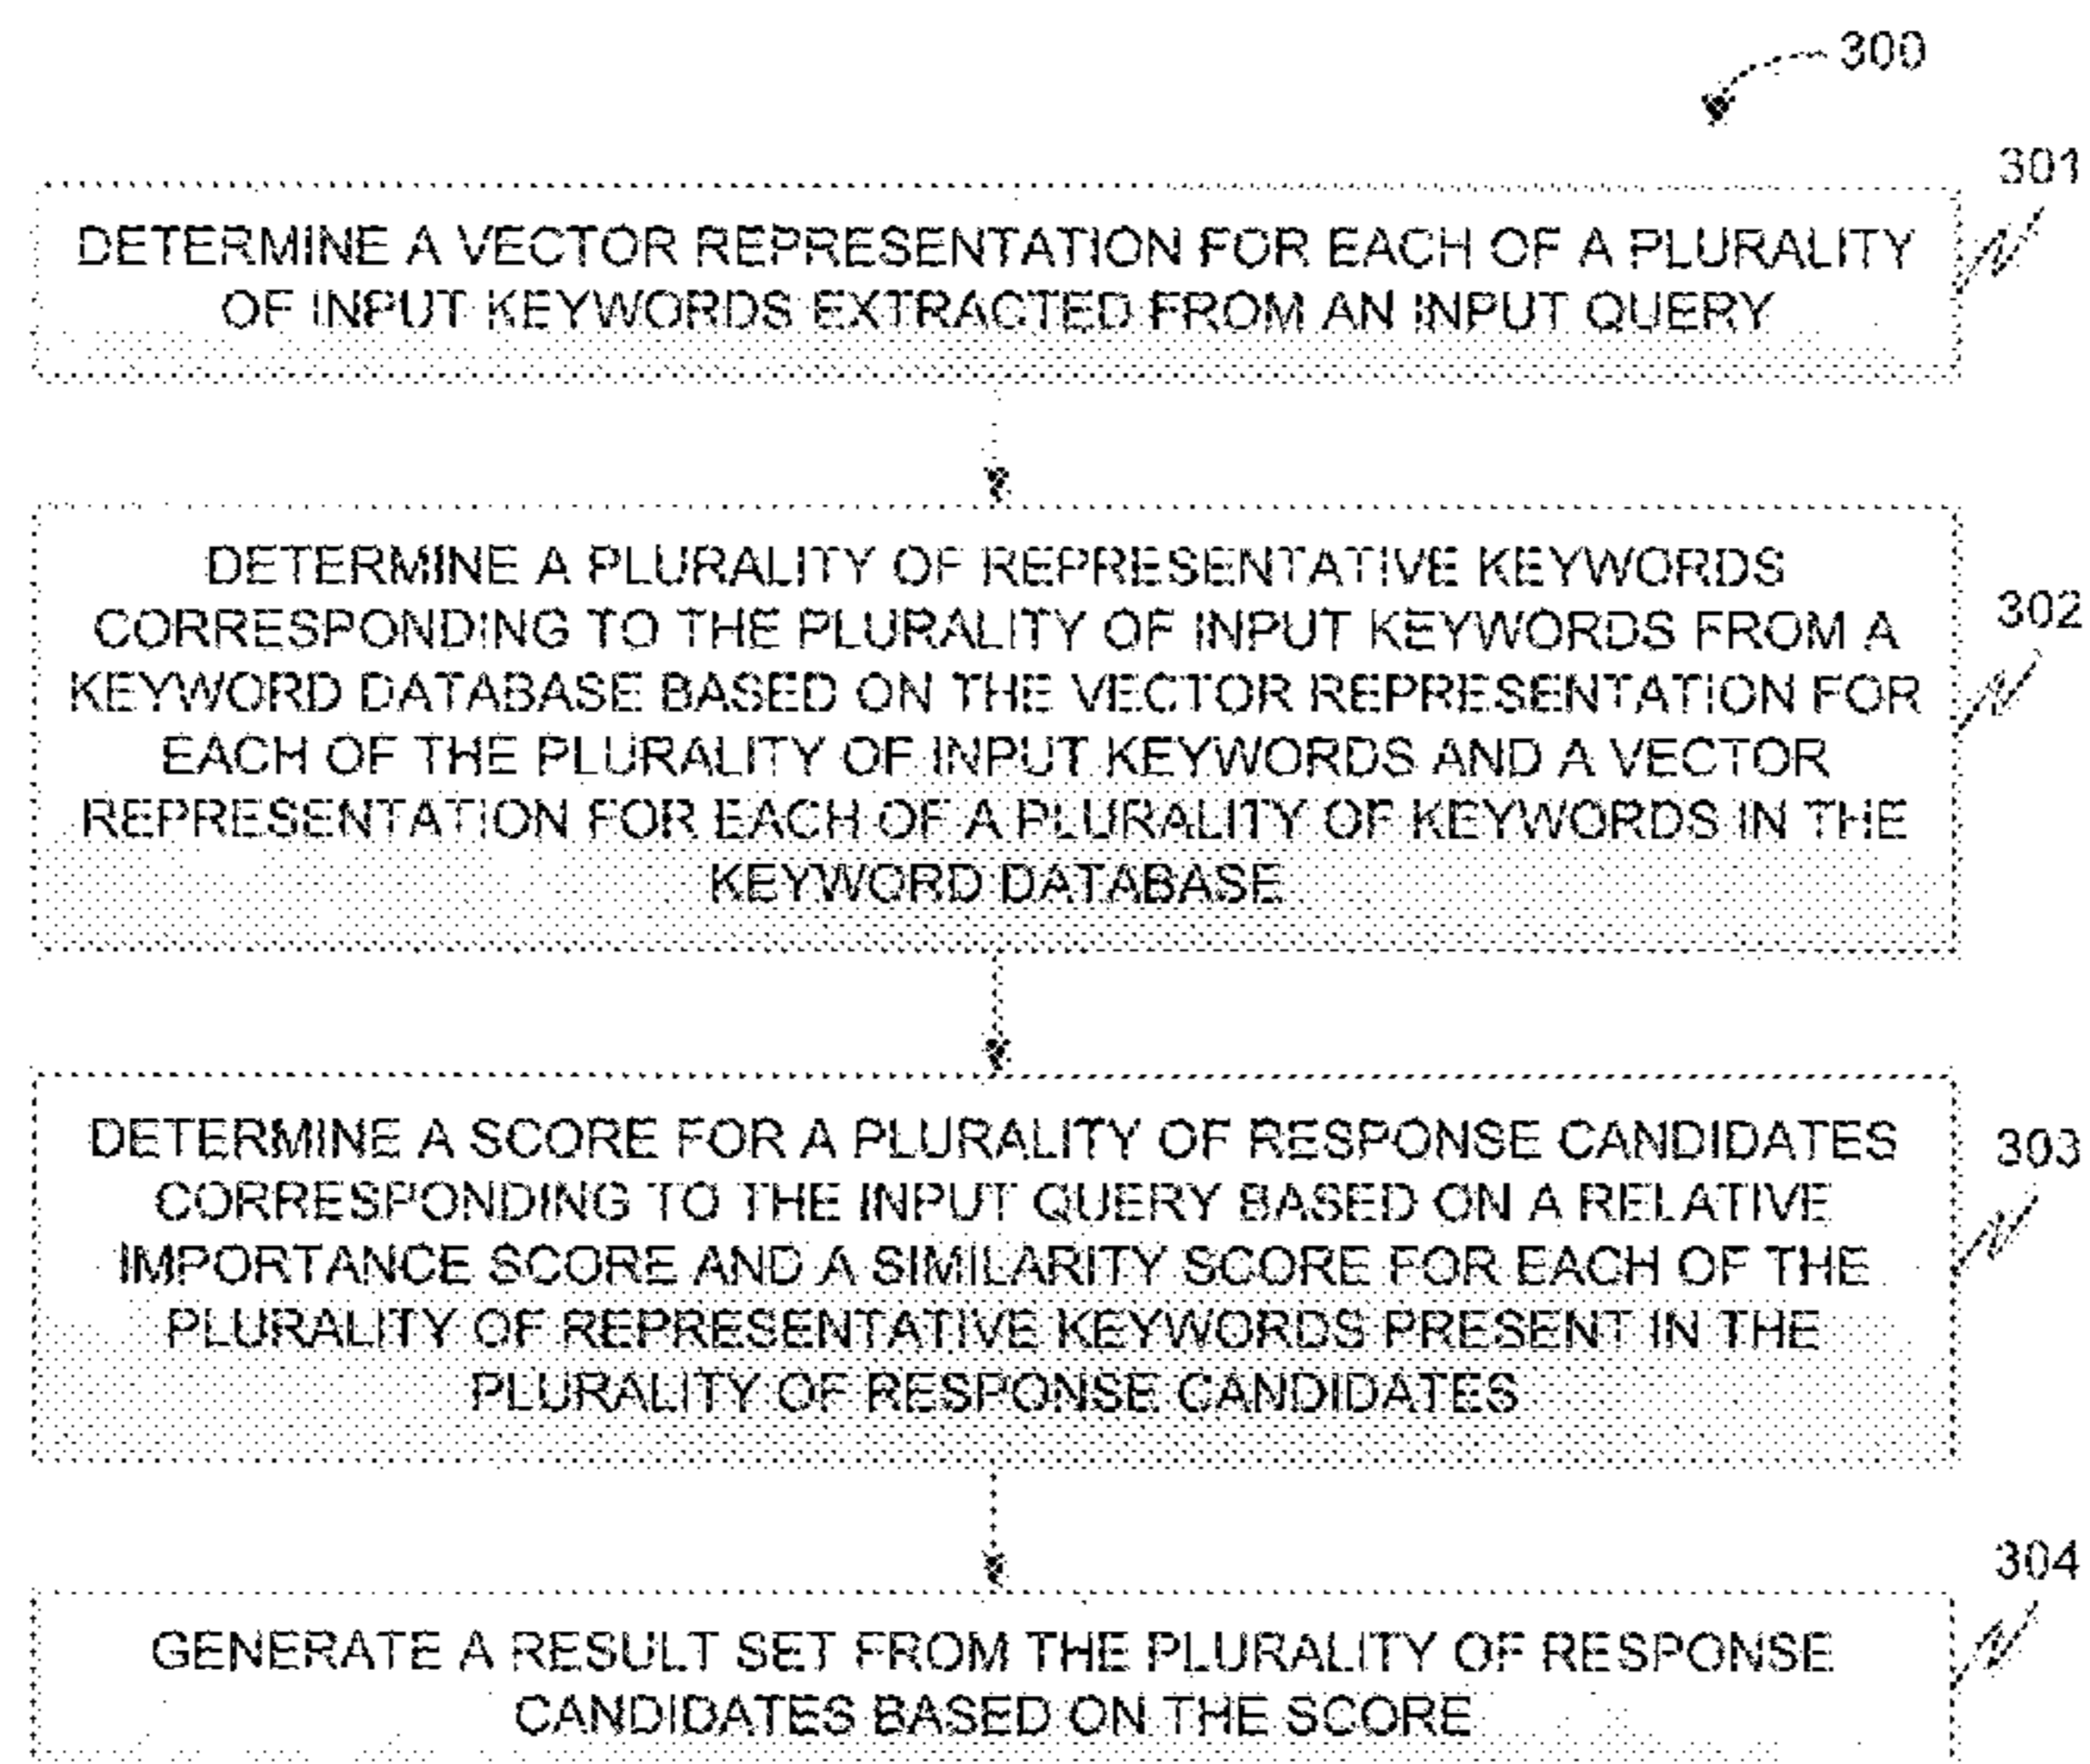 300
301
DETERMINE A VECTOR REPRESENTATION FOR EACH OF A PLURALITY
OF INPUT KEYWORDS EXTRACTED FROM AN INPUT QUERY
302
DETERMINE A PLURALITY OF REPRESENTATIVE KEYWORDS
CORRESPONDING TO THE PLURALITY OF INPUT KEYWORDS FROM A
KEYWORD DATABASE BASED ON THE VECTOR REPRESENTATION FOR
EACH OF THE PLURALITY OF INPUT KEYWORDS AND A VECTOR
REPRESENTATION FOR EACH OF A PLURALITY OF KEYWORDS IN THE
KEYWORD DATABASE
303
DETERMINE A SCORE FOR A PLURALITY OF RESPONSE CANDIDATES
CORRESPONDING TO THE INPUT QUERY BASED ON A RELATIVE
IMPORTANCE SCORE AND A SIMILARITY SCORE FOR EACH OF THE
PLURALITY OF REPRESENTATIVE KEYWORDS PRESENT IN THE
PLURALITY OF RESPONSE CANDIDATES
304
GENERATE A RESULT SET FROM THE PLURALITY OF RESPONSE
CANDIDATES BASED ON THE SCORE